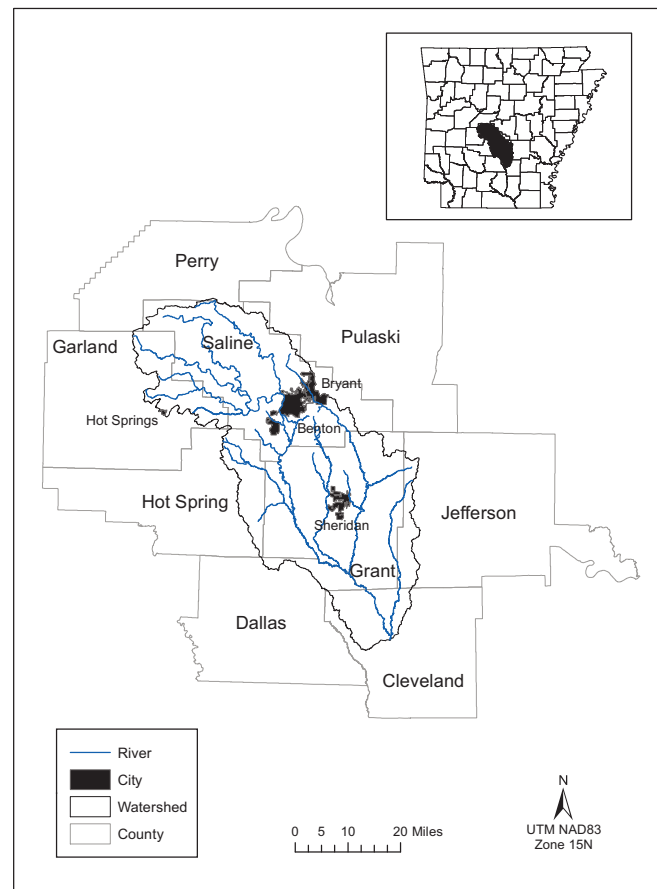 Perry
Pulaski
Garland
Saline
Bryant
Hot Springs
Benton
Hot Spring
Jefferson
Sheridan
Grant
Dallas
Cleveland
River
City
Watershed
County
0 5 10 20 Miles
N
UTM NAD83
Zone 15N